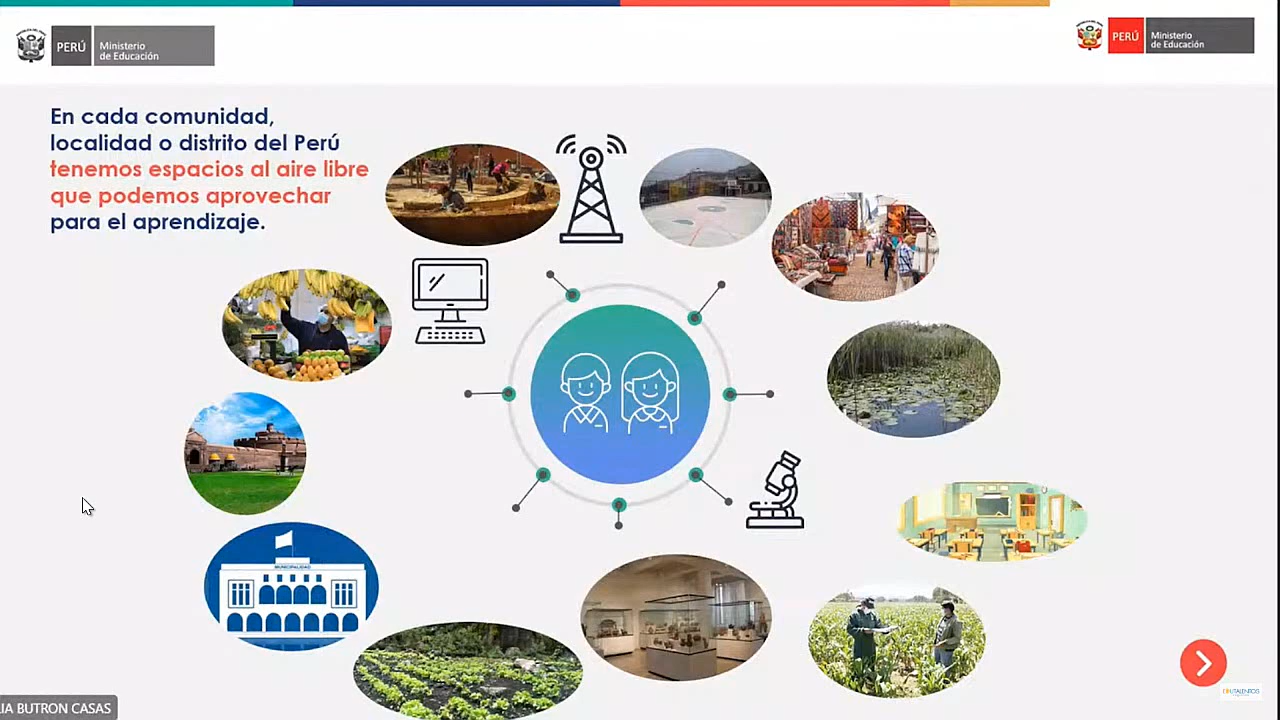 PERÚ
Ministerio
de Educación
PERÚ
Ministerio
de Educación
En cada comunidad,
localidad o distrito del Perú
tenemos espacios al aire libre
que podemos aprovechar
para el aprendizaje.
MUNICIPALIDAD
IA BUTRON CASAS